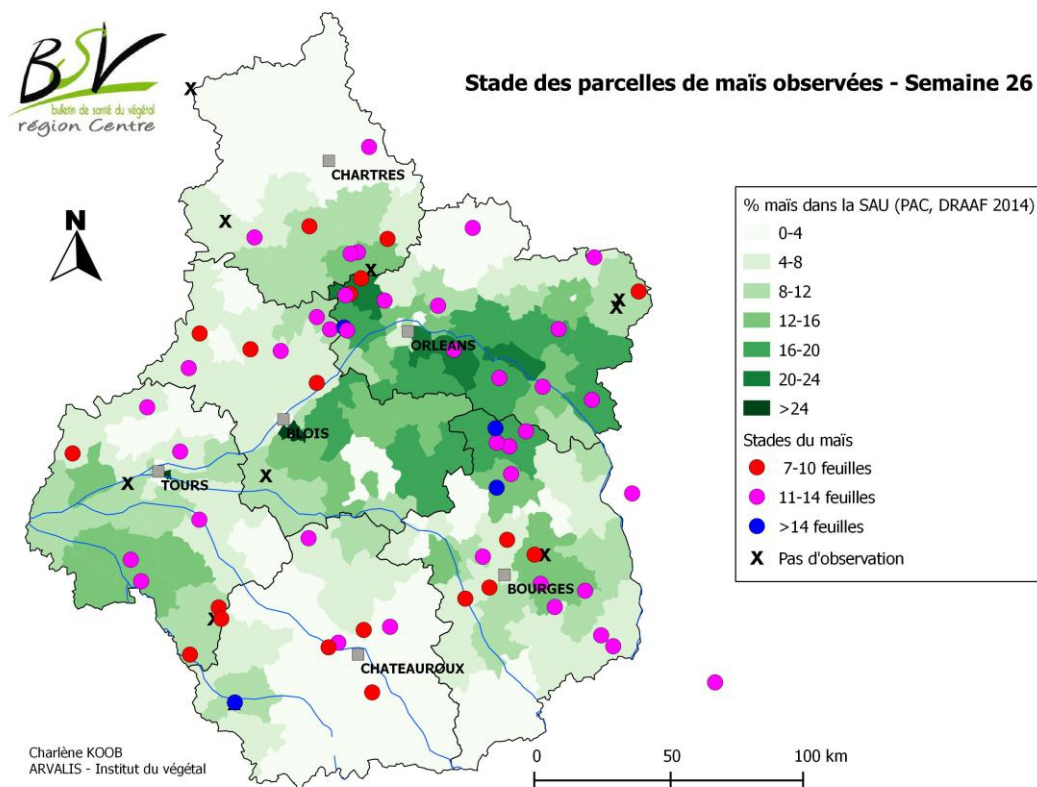 BSV
bulletin de santé du végétal
région Centre
Stade des parcelles de maïs observées - Semaine 26
N
X
CHARTRES
X
X
X
X
ORLEANS
BLOIS
X
X
TOURS
X
BOURGES
X
CHATEAUROUX
% maïs dans la SAU (PAC, DRAAF 2014)
0-4
4-8
8-12
12-16
16-20
20-24
>24
Stades du maïs
7-10 feuilles
11-14 feuilles
>14 feuilles
X Pas d'observation
Charlène KOOB
ARVALIS - Institut du végétal
0 50 100 km